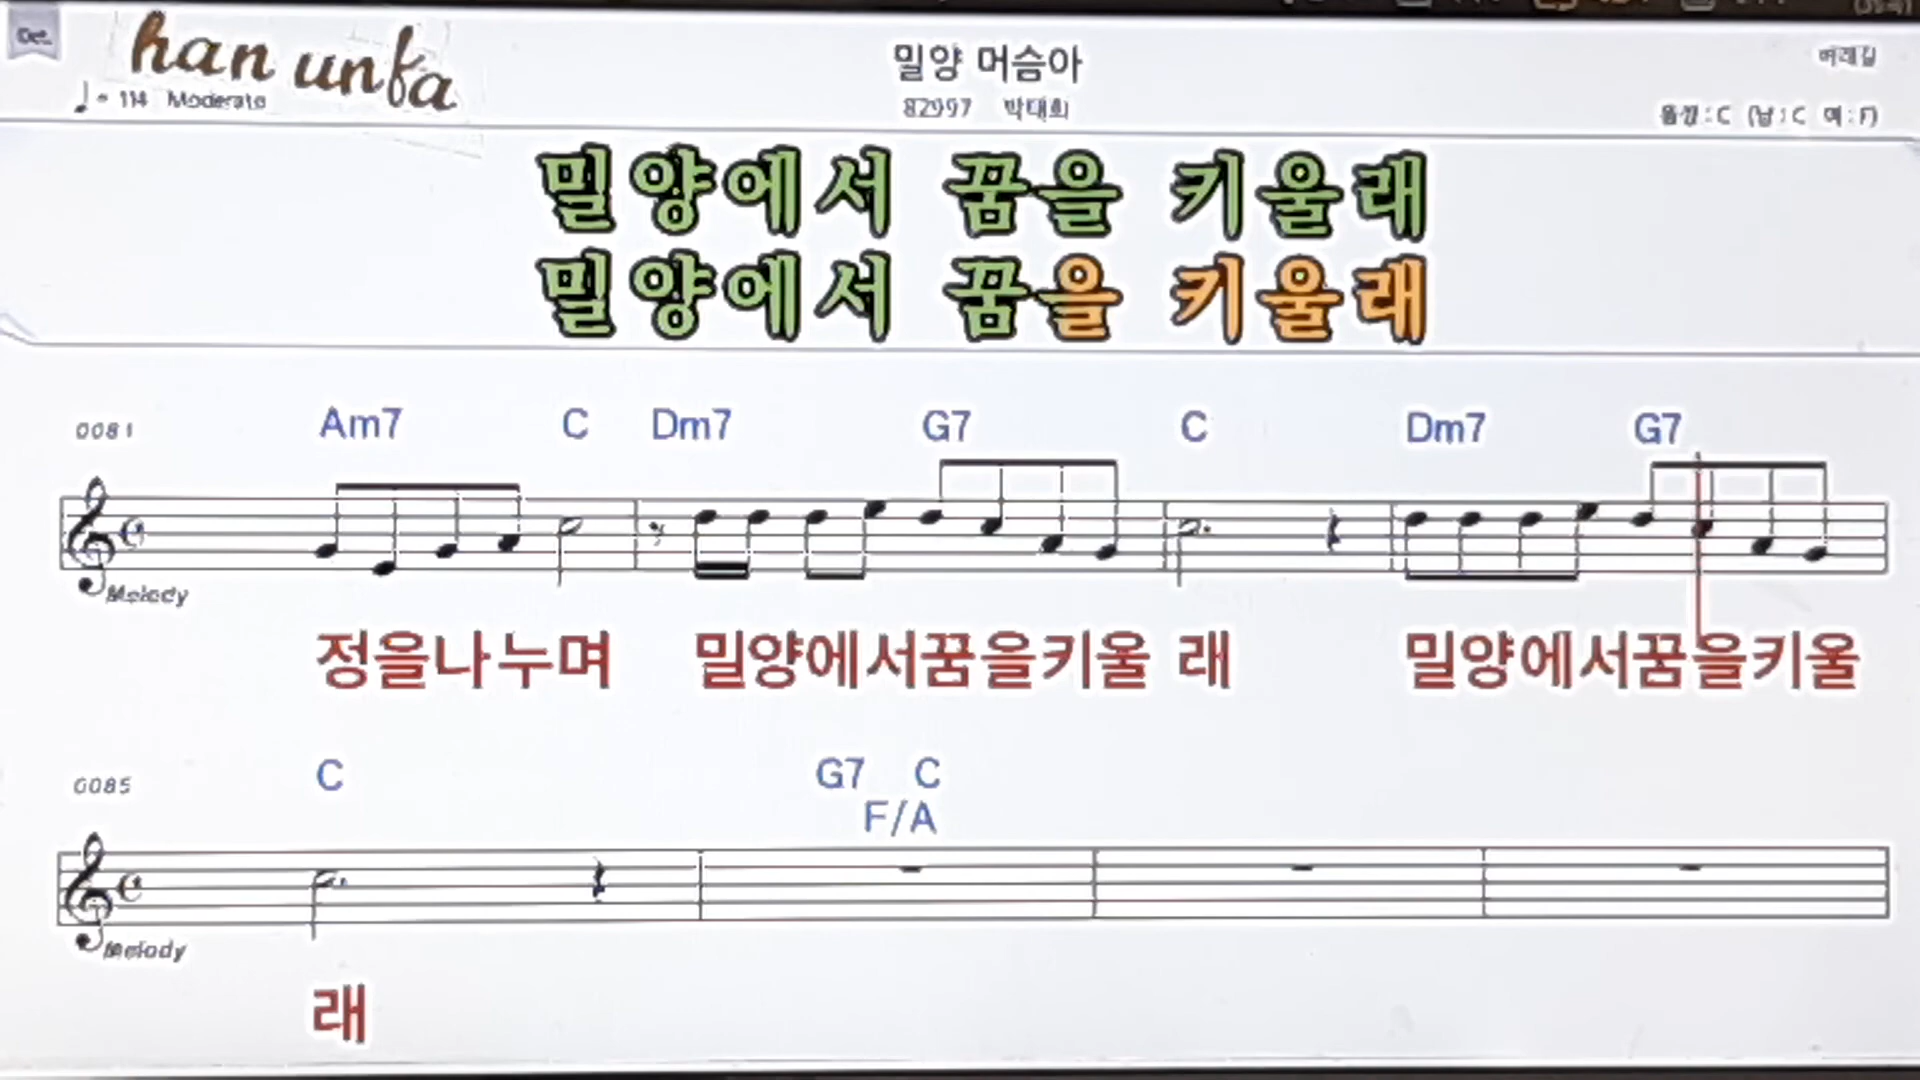 han unfa
밀양 머슴아
♩ = 114 Moderato
82997 박대희
음정 : C (남 : C 여 : F)
밀양에서 꿈을 키울래
밀양에서 꿈을 키울래
0081 Am7 C Dm7 G7 C Dm7 G7
Melody
정을나누며 밀양에서꿈을키울 래 밀양에서꿈을키울
0085 C G7 C
F/A
Melody
래